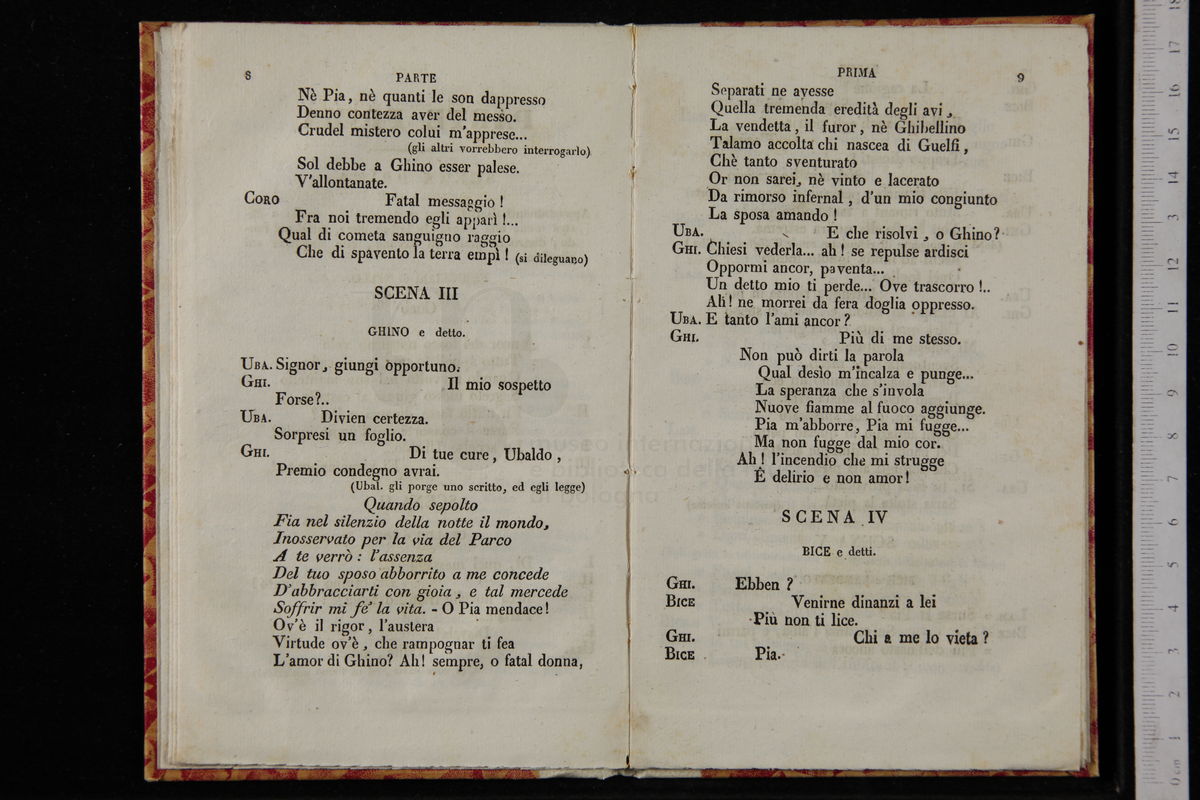 8 PARTE
Nè Pia, nè quanti le son dappresso
Denno contezza aver del messo.
Crudel mistero colui m'apprese...
(gli altri vorrebbero interrogarlo)
Sol debbe a Ghino esser palese.
V'allontanate.
CORO Fatal messaggio!
Fra noi tremendo egli apparì!...
Qual di cometa sanguigno raggio
Che di spavento la terra empì! (si dileguano)
SCENA III
GHINO e detto.
UBA. Signor, giungi opportuno.
GHI. Il mio sospetto
Forse?..
UBA. Divien certezza.
Sorpresi un foglio.
GHI. Di tue cure, Ubaldo,
Premio condegno avrai.
(Ubal. gli porge uno scritto, ed egli legge)
Quando sepolto
Fia nel silenzio della notte il mondo,
Inosservato per la via del Parco
A te verrò: l'assenza
Del tuo sposo abborrito a me concede
D'abbracciarti con gioia, e tal mercede
Soffrir mi fe' la vita. - O Pia mendace!
Ov'è il rigor, l'austera
Virtude ov'è, che rampognar ti fea
L'amor di Ghino? Ah! sempre, o fatal donna,
PRIMA 9
Separati ne avesse
Quella tremenda eredità degli avi,
La vendetta, il furor, nè Ghibellino
Talamo accolta chi nascea di Guelfi,
Chè tanto sventurato
Or non sarei, nè vinto e lacerato
Da rimorso infernal, d'un mio congiunto
La sposa amando!
UBA. E che risolvi, o Ghino?
GHI. Chiesi vederla... ah! se repulse ardisci
Oppormi ancor, paventa...
Un detto mio ti perde... Ove trascorro!..
Ah! ne morrei da fera doglia oppresso.
UBA. E tanto l'ami ancor?
GHI. Più di me stesso.
Non può dirti la parola
Qual desìo m'incalza e punge...
La speranza che s'invola
Nuove fiamme al fuoco aggiunge.
Pia m'abborre, Pia mi fugge...
Ma non fugge dal mio cor.
Ah! l'incendio che mi strugge
È delirio e non amor!
SCENA IV
BICE e detti.
GHI. Ebben?
BICE Venirne dinanzi a lei
Più non ti lice.
GHI. Chi a me lo vieta?
BICE Pia.